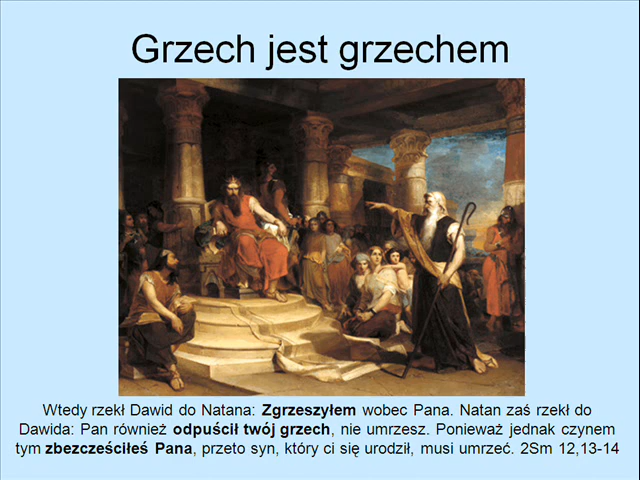 Grzech jest grzechem
Wtedy rzekł Dawid do Natana: Zgrzeszyłem wobec Pana. Natan zaś rzekł do
Dawida: Pan również odpuścił twój grzech, nie umrzesz. Ponieważ jednak czynem
tym zbezcześciłeś Pana, przeto syn, który ci się urodził, musi umrzeć. 2Sm 12,13-14